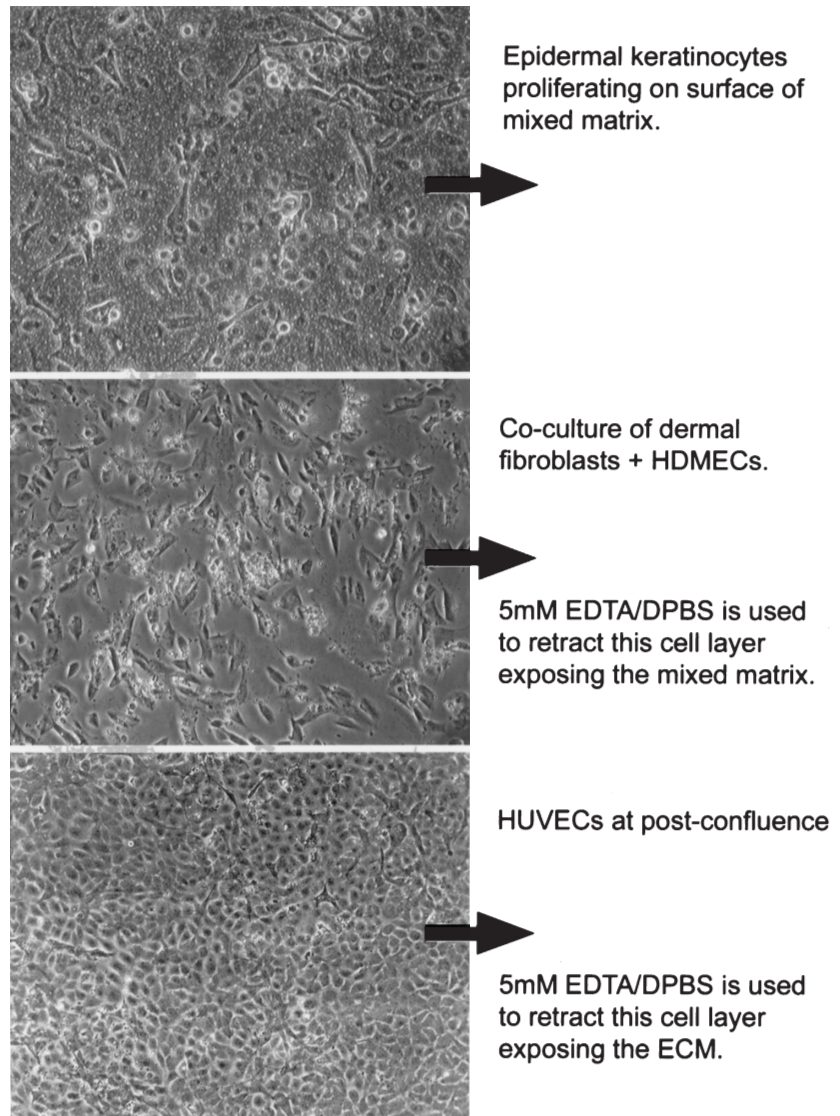 Epidermal keratinocytes
proliferating on surface of
mixed matrix.
Co-culture of dermal
fibroblasts + HDMECs.
5mM EDTA/DPBS is used
to retract this cell layer
exposing the mixed matrix.
HUVECs at post-confluence
5mM EDTA/DPBS is used
to retract this cell layer
exposing the ECM.